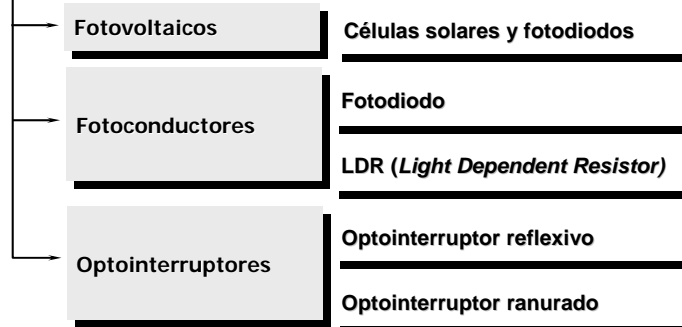 Fotovoltaicos
Células solares y fotodiodos
Fotoconductores
Fotodiodo
LDR (Light Dependent Resistor)
Optointerruptores
Optointerruptor reflexivo
Optointerruptor ranurado